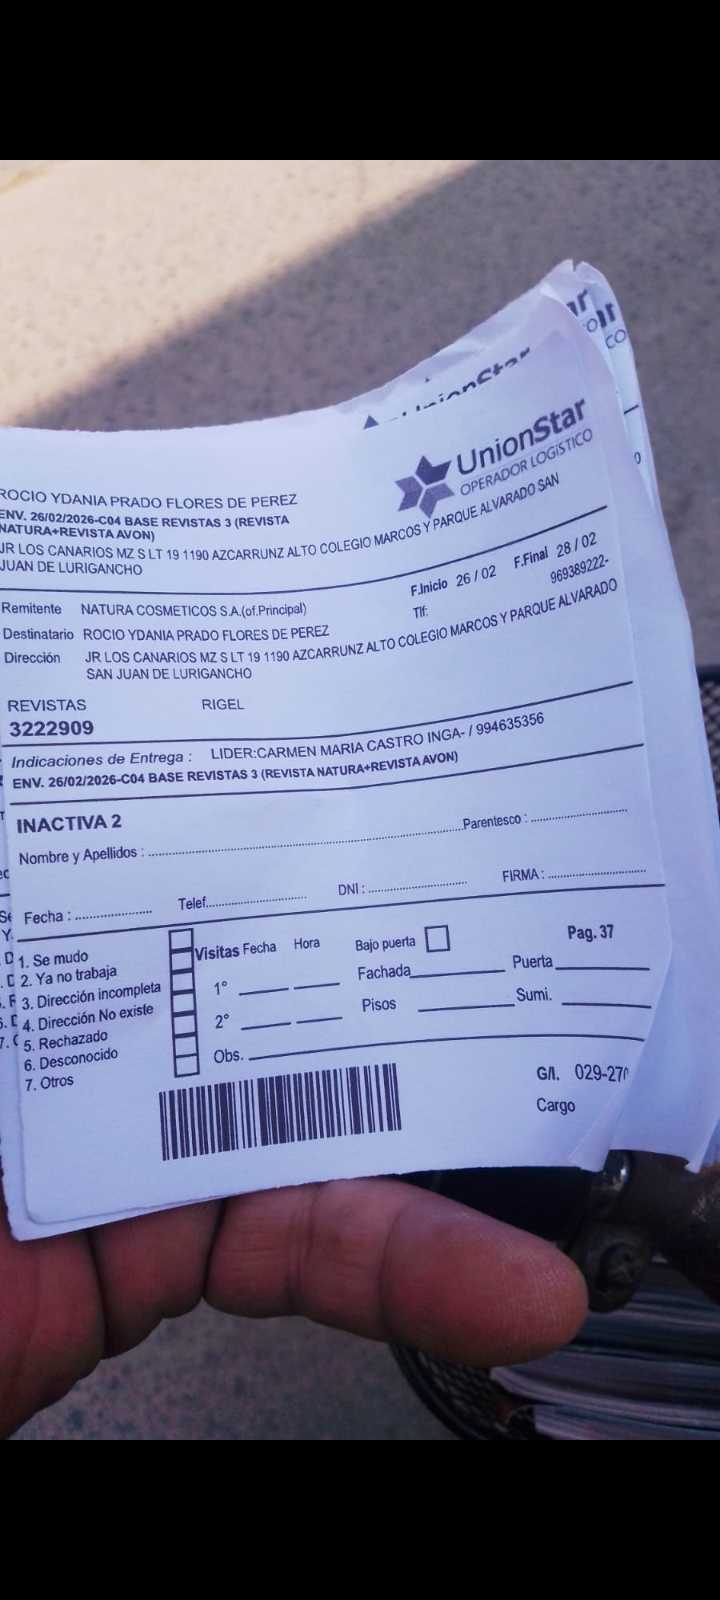 UnionStar
UnionStar
OPERADOR LOGíSTICO
ROCIO YDANIA PRADO FLORES DE PEREZ
ENV. 26/02/2026-C04 BASE REVISTAS 3 (REVISTA
NATURA+REVISTA AVON)
JR LOS CANARIOS MZ S LT 19 1190 AZCARRUNZ ALTO COLEGIO MARCOS Y PARQUE ALVARADO SAN
JUAN DE LURIGANCHO
F.Inicio 26 / 02 F.Final 28 / 02
Remitente NATURA COSMETICOS S.A.(of.Principal) Tlf: 969389222-
Destinatario ROCIO YDANIA PRADO FLORES DE PEREZ
Dirección JR LOS CANARIOS MZ S LT 19 1190 AZCARRUNZ ALTO COLEGIO MARCOS Y PARQUE ALVARADO
SAN JUAN DE LURIGANCHO
REVISTAS RIGEL
3222909
Indicaciones de Entrega : LIDER:CARMEN MARIA CASTRO INGA- / 994635356
ENV. 26/02/2026-C04 BASE REVISTAS 3 (REVISTA NATURA+REVISTA AVON)
INACTIVA 2
Nombre y Apellidos : Parentesco :
Fecha : Telef. DNI : FIRMA :
1. Se mudo
2. Ya no trabaja
3. Dirección incompleta
4. Dirección No existe
5. Rechazado
6. Desconocido
7. Otros
Visitas Fecha Hora Bajo puerta Pag. 37
1° Fachada Puerta
2° Pisos Sumi.
Obs.
G/I. 029-270
Cargo